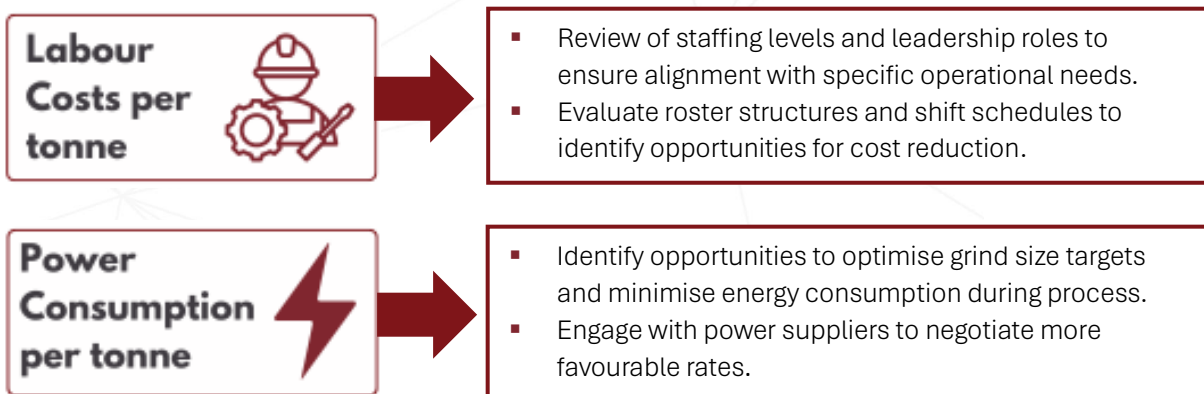 Labour
Costs per
tonne
▪ Review of staffing levels and leadership roles to
ensure alignment with specific operational needs.
▪ Evaluate roster structures and shift schedules to
identify opportunities for cost reduction.
Power
Consumption
per tonne
▪ Identify opportunities to optimise grind size targets
and minimise energy consumption during process.
▪ Engage with power suppliers to negotiate more
favourable rates.